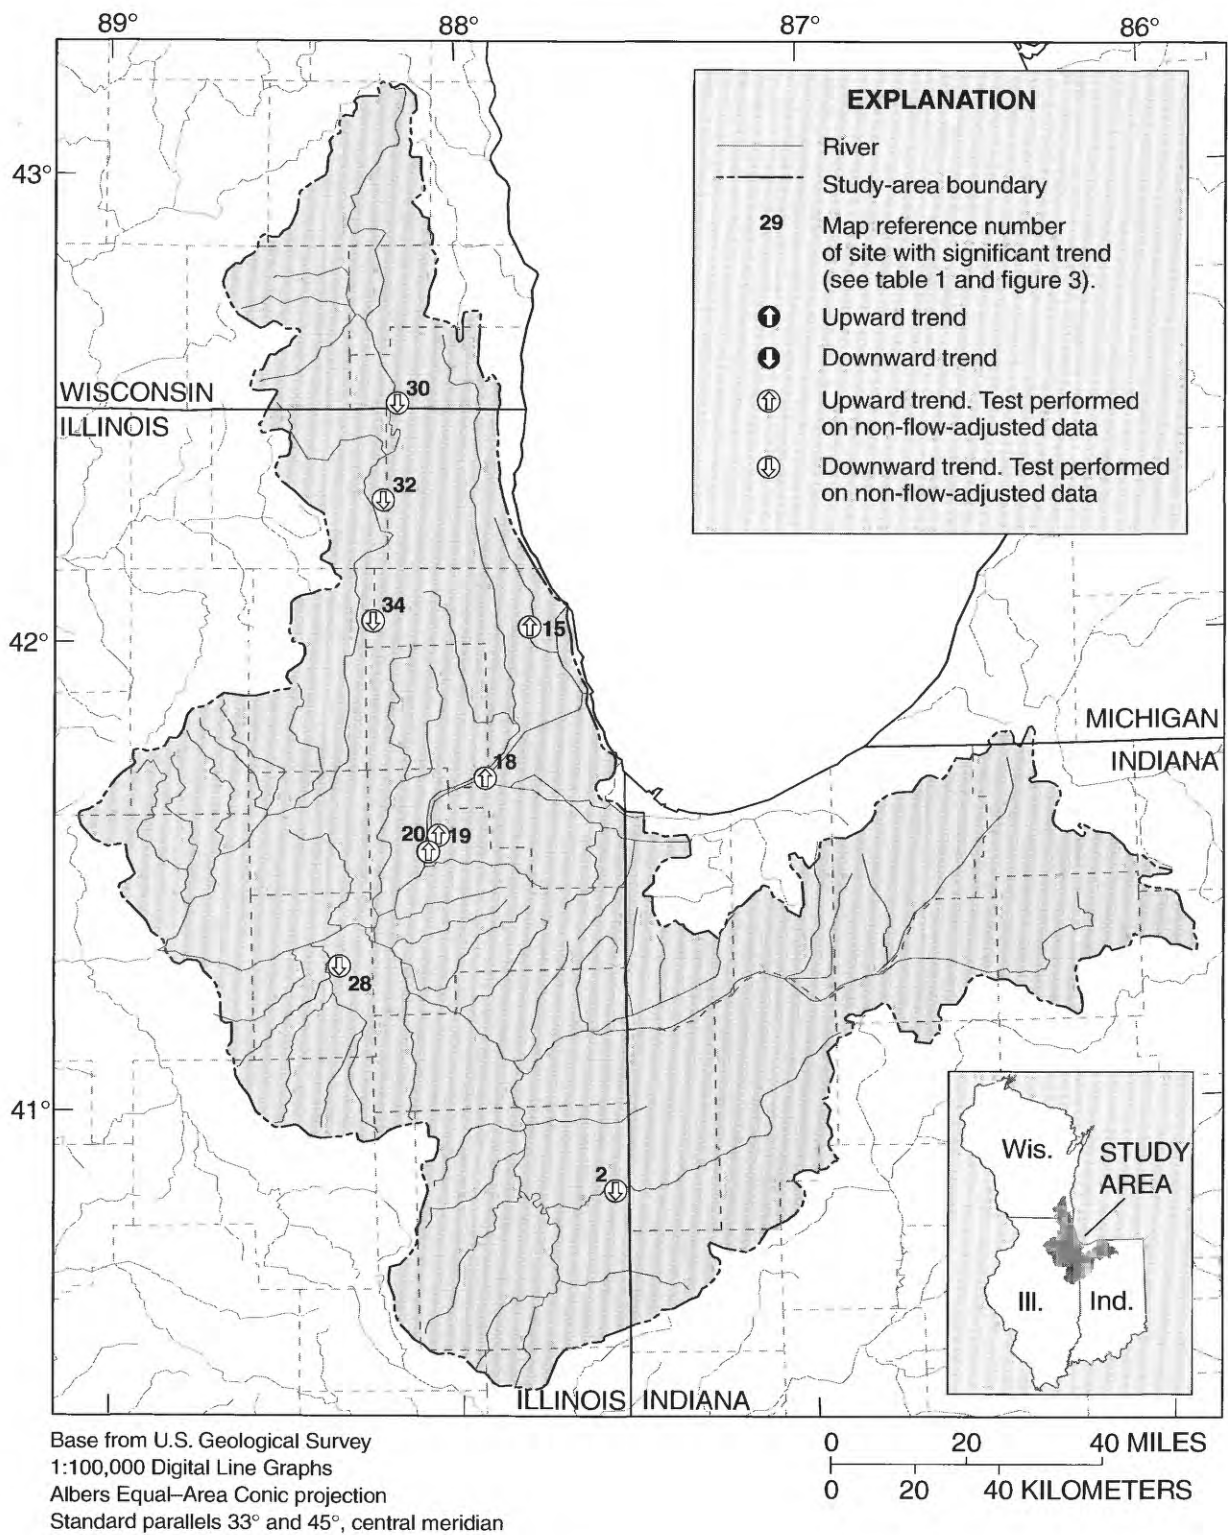 89°
88°
87°
86°
43°
42°
41°
EXPLANATION
River
Study-area boundary
29
Map reference number
of site with significant trend
(see table 1 and figure 3).
Upward trend
Downward trend
Upward trend. Test performed
on non-flow-adjusted data
Downward trend. Test performed
on non-flow-adjusted data
WISCONSIN
ILLINOIS
30
32
34
15
MICHIGAN
INDIANA
18
20
19
28
2
Wis.
STUDY
AREA
Ill.
Ind.
ILLINOIS
INDIANA
Base from U.S. Geological Survey
1:100,000 Digital Line Graphs
Albers Equal–Area Conic projection
Standard parallels 33° and 45°, central meridian
0 20 40 MILES
0 20 40 KILOMETERS